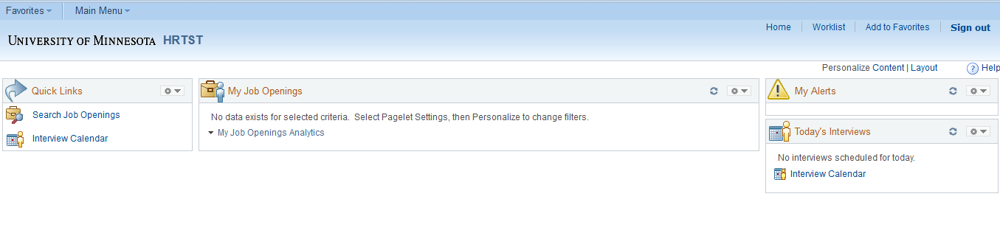 Favorites Main Menu
Home Worklist Add to Favorites Sign out
UNIVERSITY OF MINNESOTA HRTST
Personalize Content | Layout ? Help
Quick Links
Search Job Openings
Interview Calendar
My Job Openings
No data exists for selected criteria. Select Pagelet Settings, then Personalize to change filters.
My Job Openings Analytics
My Alerts
Today's Interviews
No interviews scheduled for today.
Interview Calendar